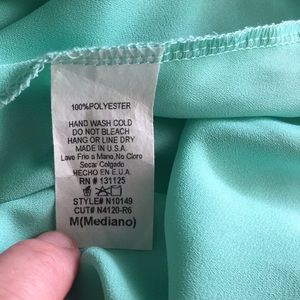 100%POLYESTER
HAND WASH COLD
DO NOT BLEACH
HANG OR LINE DRY
MADE IN U.S.A.
Lave Frio a Mano,No Cloro
Secar Colgado
HECHO EN E.U.A.
RN # 131125
STYLE# N10149
CUT# N4120-R6
M(Mediano)